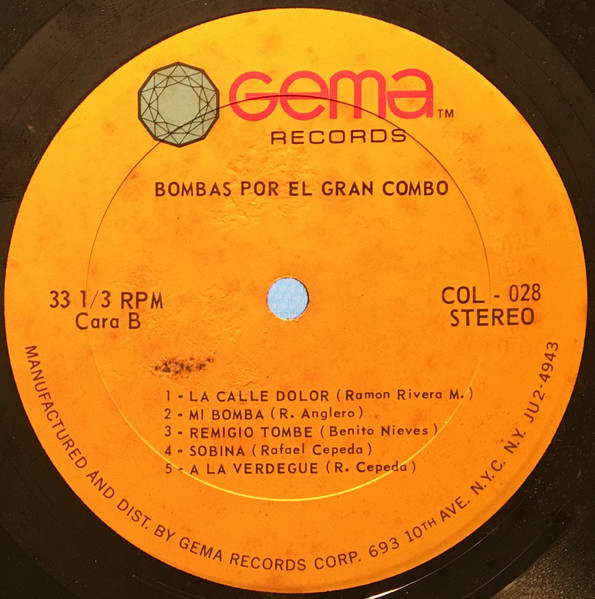 Gema TM
RECORDS
BOMBAS POR EL GRAN COMBO
33 1/3 RPM
Cara B
COL - 028
STEREO
1 - LA CALLE DOLOR (Ramon Rivera M.)
2 - MI BOMBA (R. Anglero)
3 - REMIGIO TOMBE (Benito Nieves)
4 - SOBINA (Rafael Cepeda)
5 - A LA VERDEGUE (R. Cepeda)
MANUFACTURED AND DIST. BY GEMA RECORDS CORP. 693 10TH AVE. N.Y.C. N.Y. JU2-4943